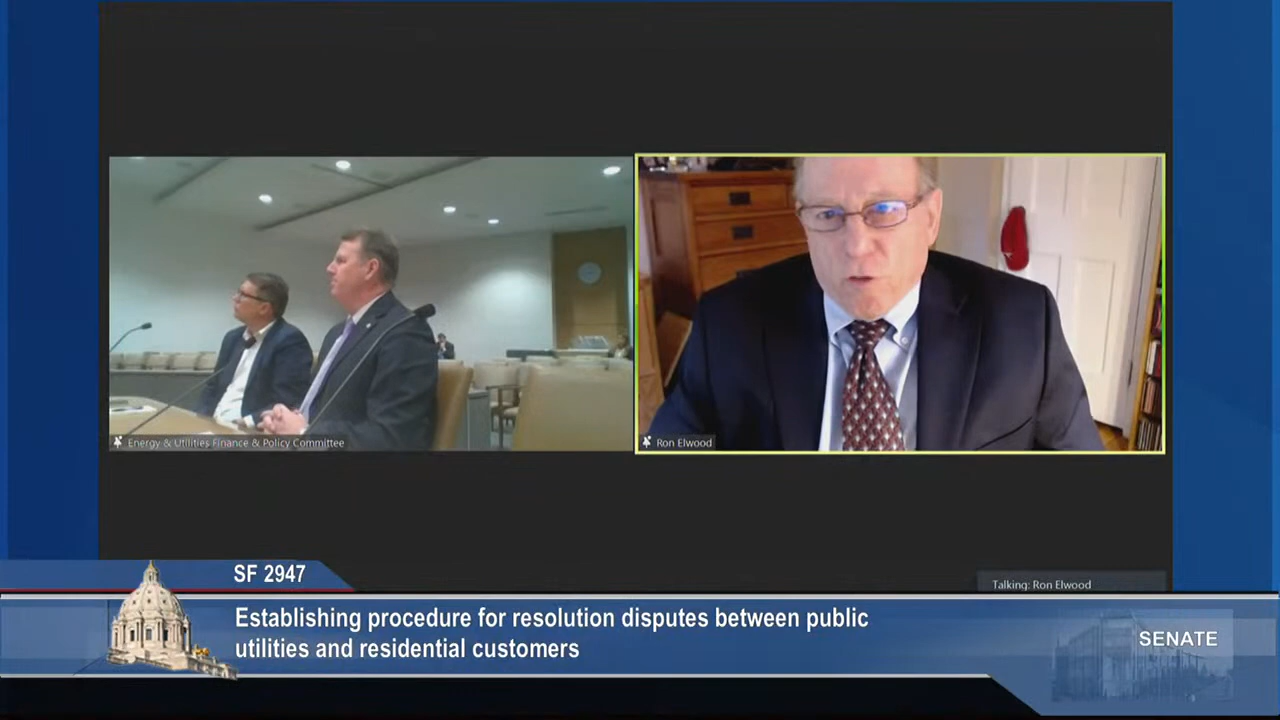 Energy & Utilities Finance & Policy Committee
Ron Elwood
Talking: Ron Elwood
SF 2947
Establishing procedure for resolution disputes between public
utilities and residential customers
SENATE